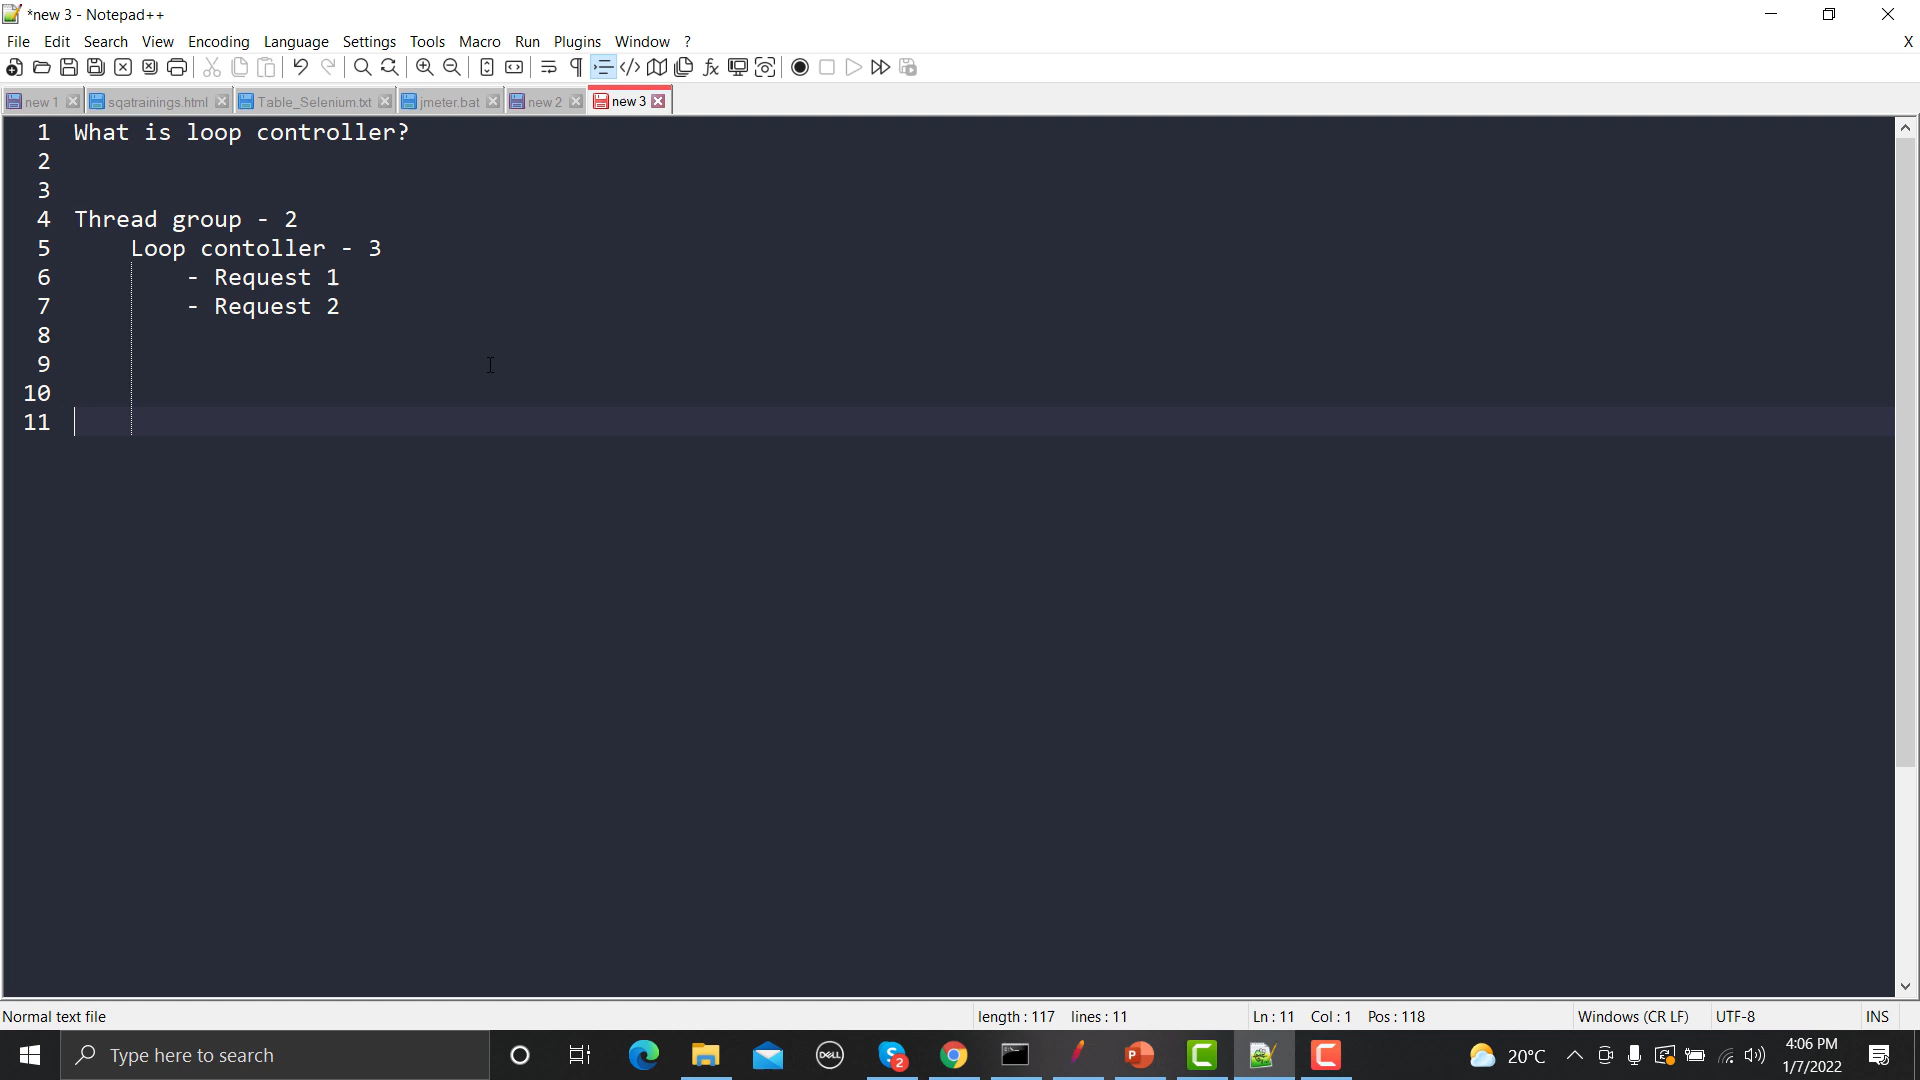 *new 3 - Notepad++
File Edit Search View Encoding Language Settings Tools Macro Run Plugins Window ? X
new 1 sqatrainings.html Table_Selenium.txt jmeter.bat new 2 new 3
1 What is loop controller?
2
3
4 Thread group - 2
5 Loop contoller - 3
6 - Request 1
7 - Request 2
8
9
10
11
Normal text file length : 117 lines : 11 Ln : 11 Col : 1 Pos : 118 Windows (CR LF) UTF-8 INS
Type here to search DELL 2 20°C 4:06 PM
1/7/2022